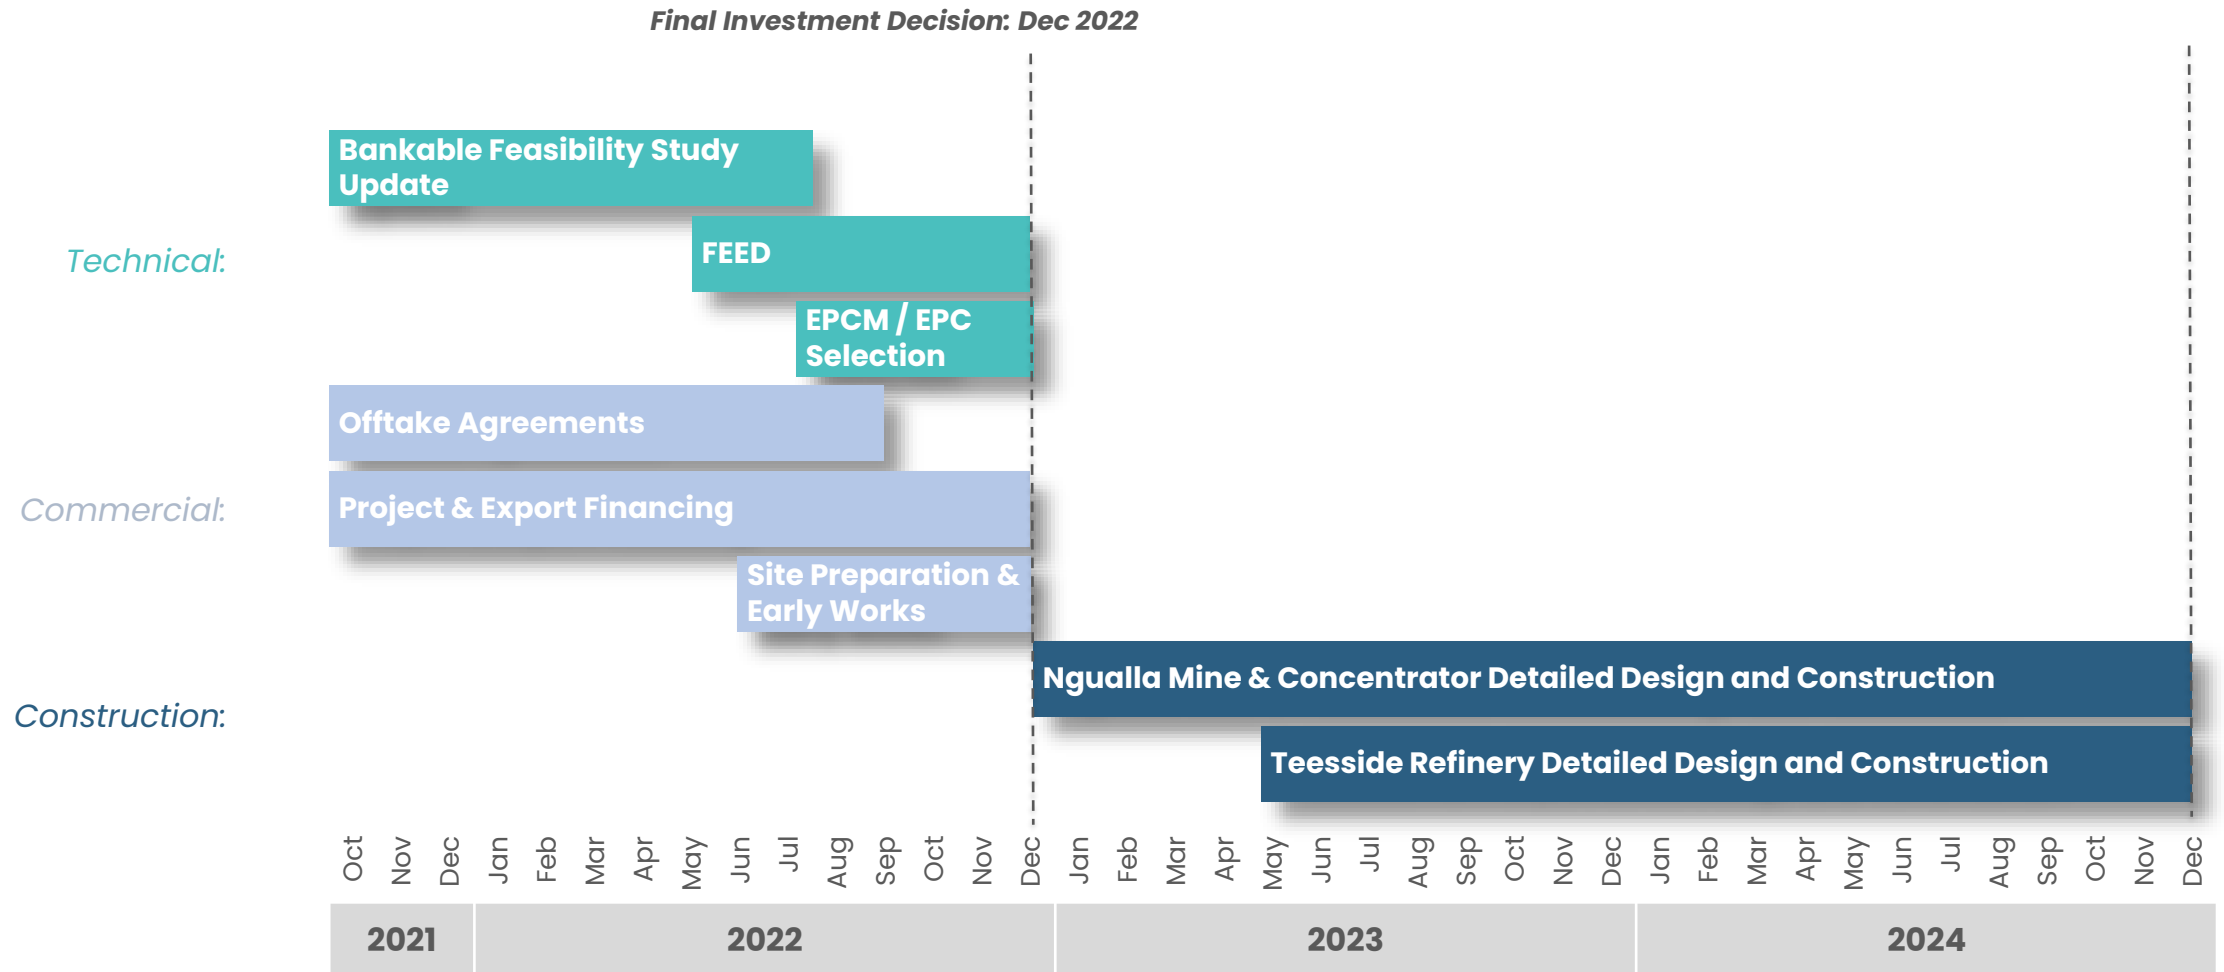 Final Investment Decision: Dec 2022
Bankable Feasibility Study
Update
Technical:
FEED
EPCM / EPC
Selection
Offtake Agreements
Commercial:
Project & Export Financing
Site Preparation &
Early Works
Construction:
Ngualla Mine & Concentrator Detailed Design and Construction
Teesside Refinery Detailed Design and Construction
Oct Nov Dec Jan Feb Mar Apr May Jun Jul Aug Sep Oct Nov Dec Jan Feb Mar Apr May Jun Jul Aug Sep Oct Nov Dec Jan Feb Mar Apr May Jun Jul Aug Sep Oct Nov Dec
2021 2022 2023 2024